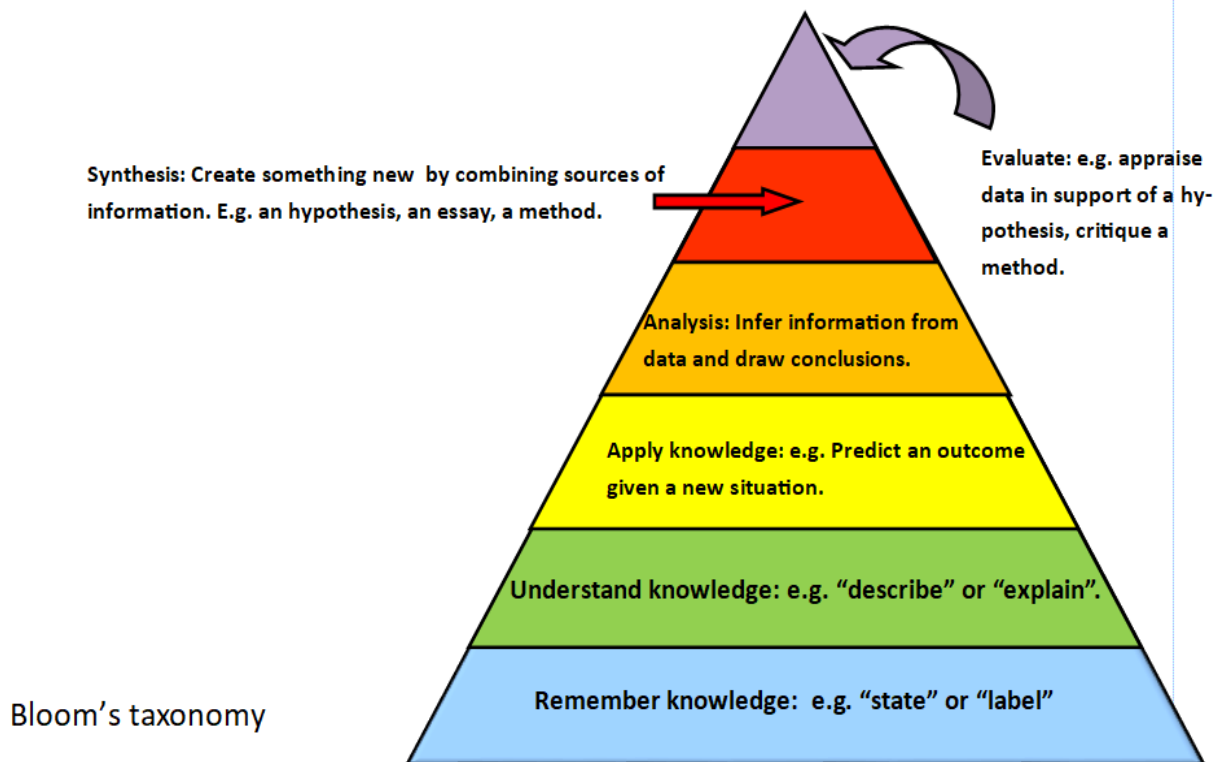 Synthesis: Create something new  by combining sources of
information. E.g. an hypothesis, an essay, a method.
Evaluate: e.g. appraise
data in support of a hy-
pothesis, critique a
method.
Analysis: Infer information from
data and draw conclusions.
Apply knowledge: e.g. Predict an outcome
given a new situation.
Understand knowledge: e.g. “describe” or “explain”.
Remember knowledge:  e.g. “state” or “label”
Bloom’s taxonomy